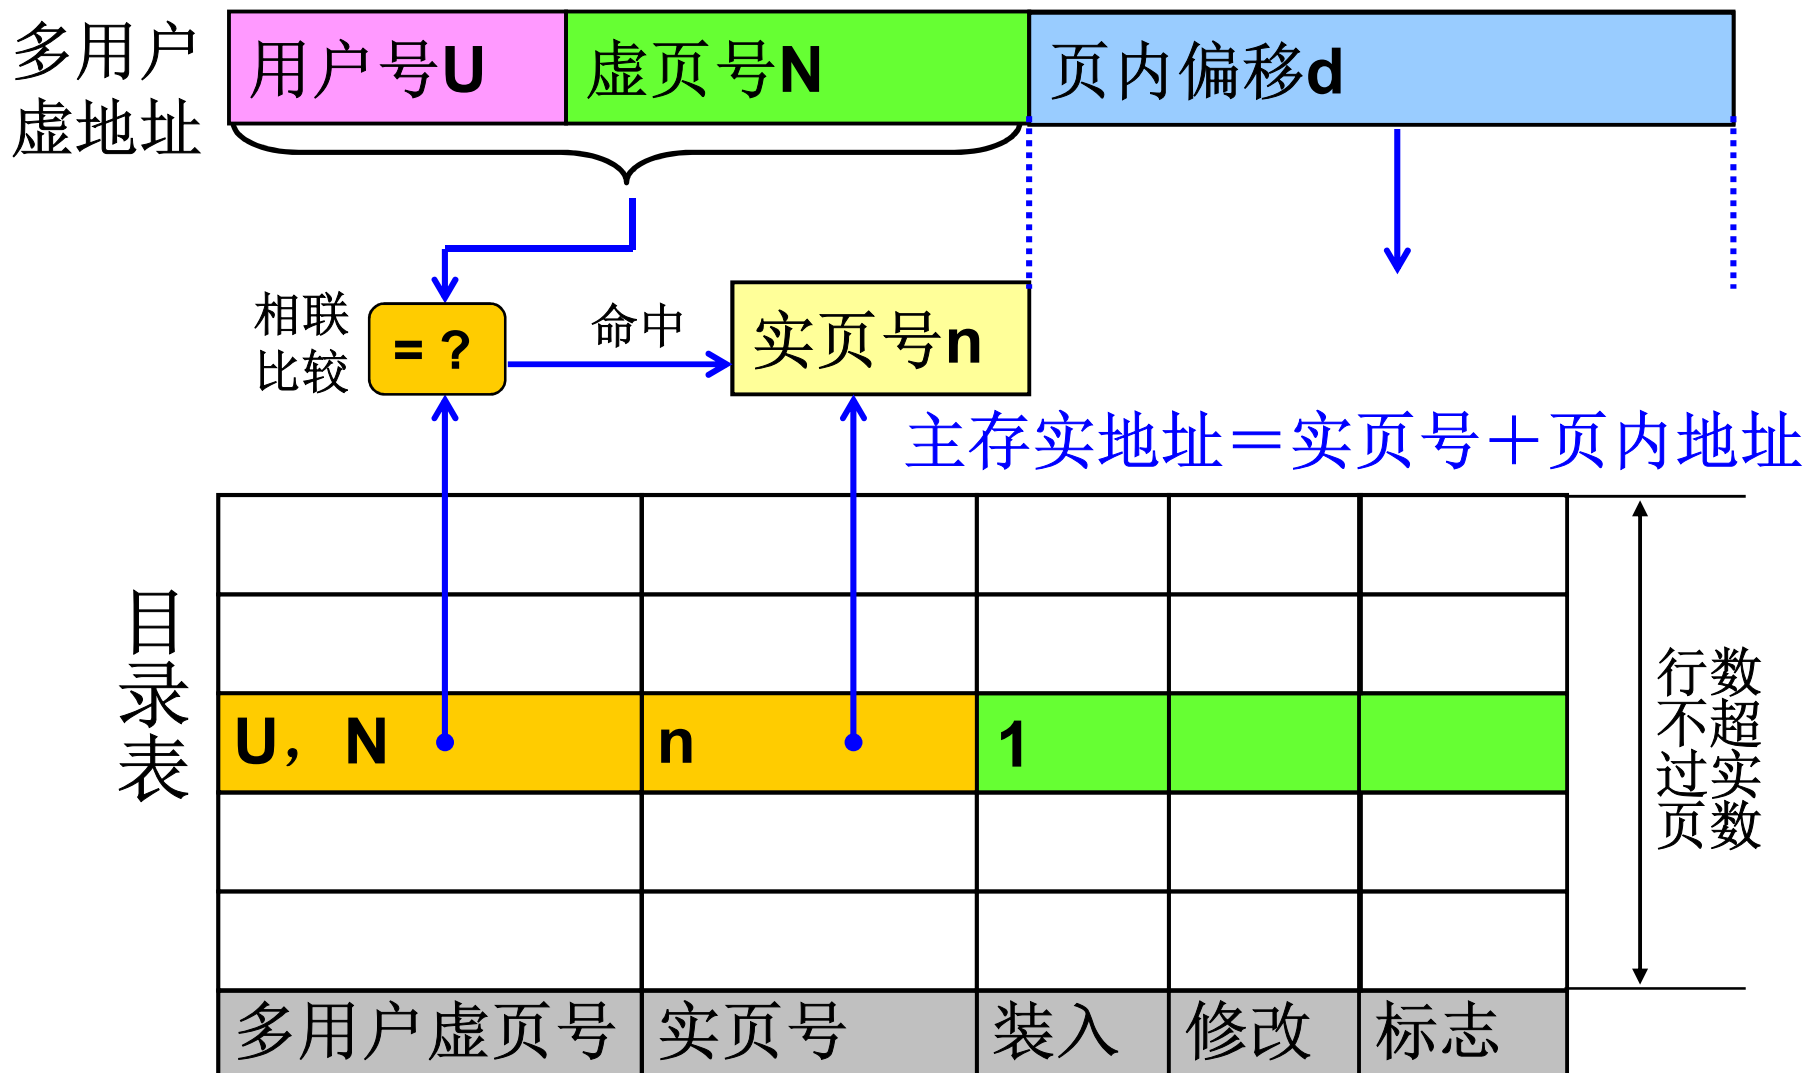 多用户
虚地址
用户号U
虚页号N
页内偏移d
相联
比较
= ?
命中
实页号n
主存实地址＝实页号＋页内地址
目录表
U，N
n
1
行数
不超
过实
页数
多用户虚页号
实页号
装入
修改
标志